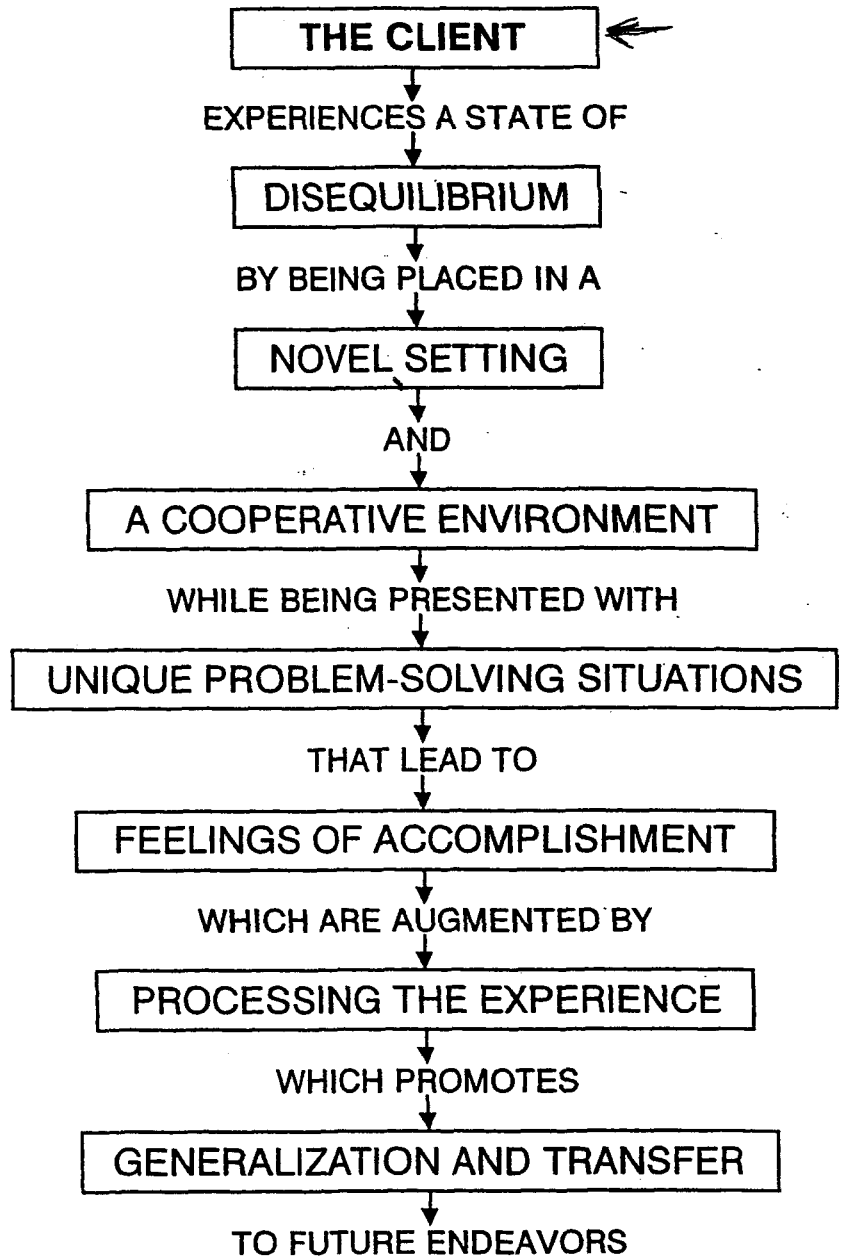 THE CLIENT
EXPERIENCES A STATE OF
DISEQUILIBRIUM
BY BEING PLACED IN A
NOVEL SETTING
AND
A COOPERATIVE ENVIRONMENT
WHILE BEING PRESENTED WITH
UNIQUE PROBLEM-SOLVING SITUATIONS
THAT LEAD TO
FEELINGS OF ACCOMPLISHMENT
WHICH ARE AUGMENTED BY
PROCESSING THE EXPERIENCE
WHICH PROMOTES
GENERALIZATION AND TRANSFER
TO FUTURE ENDEAVORS